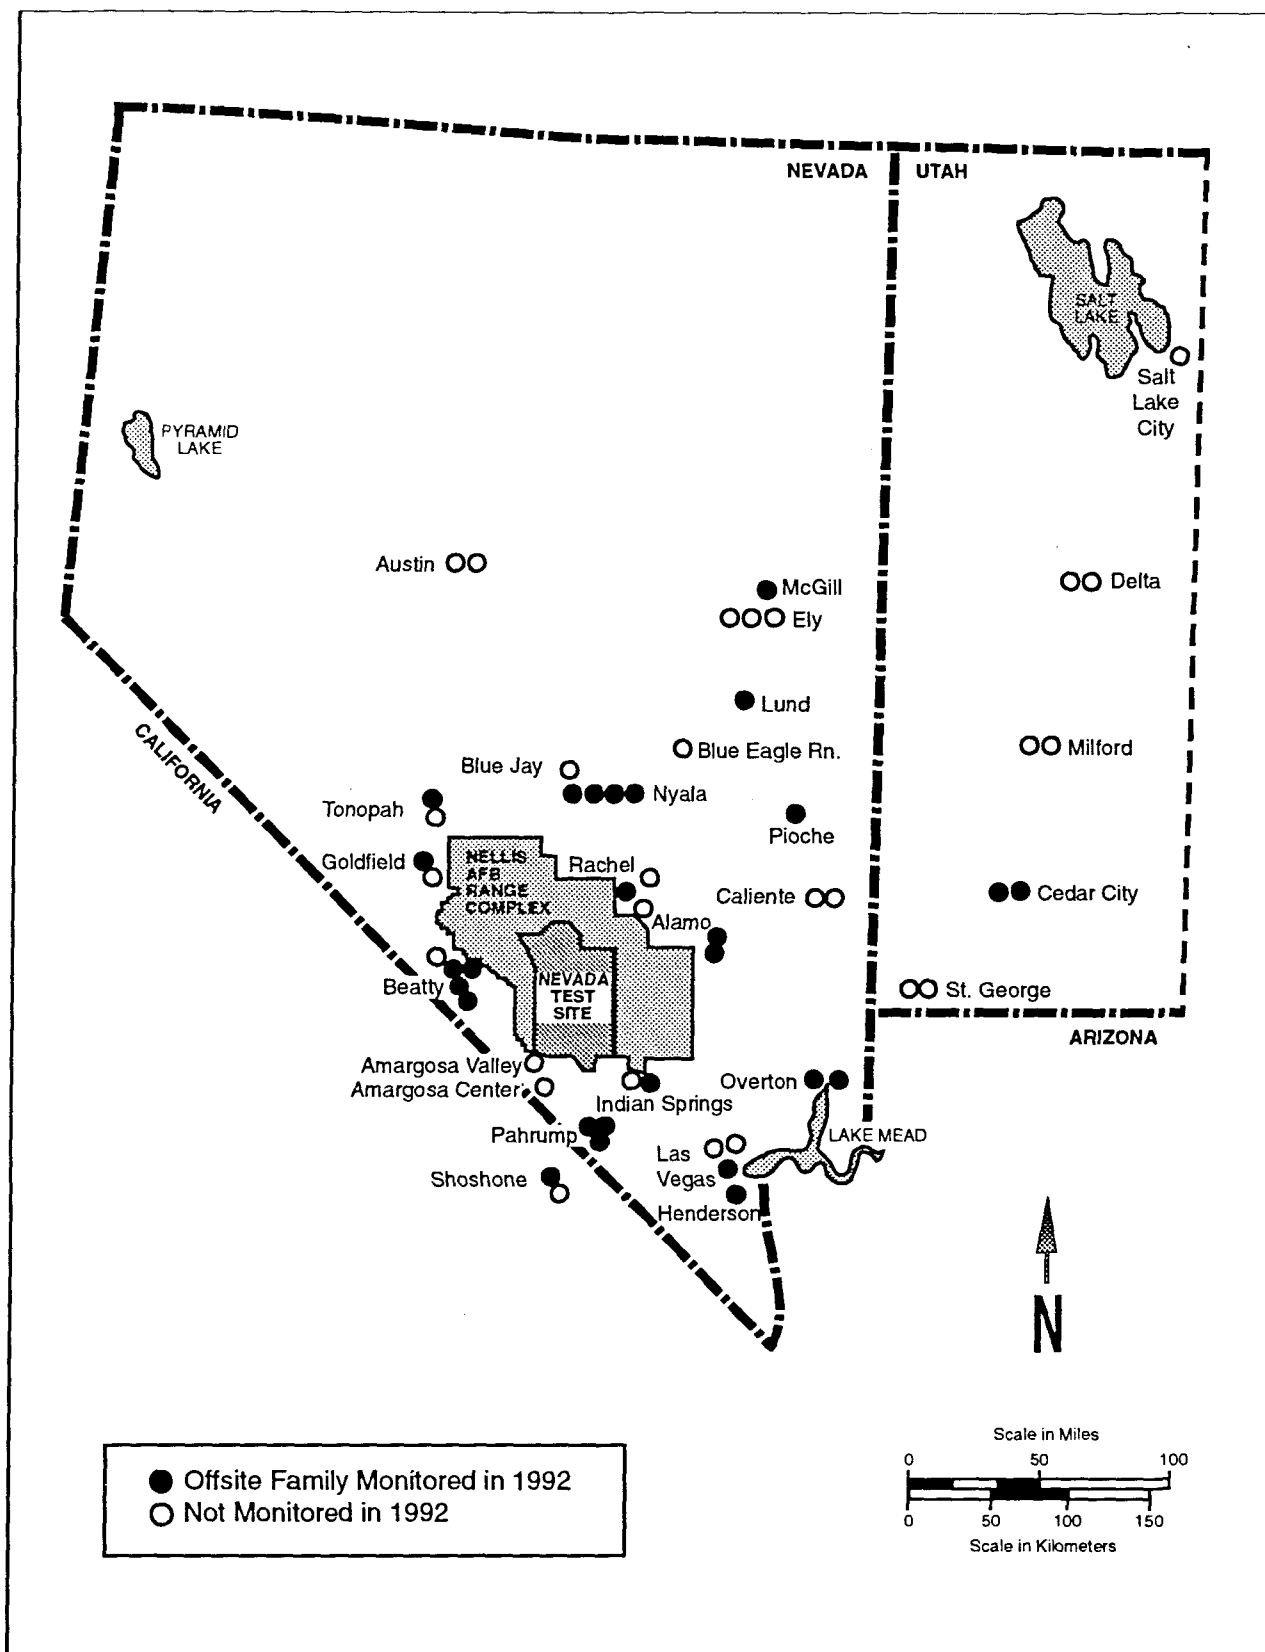 NEVADA
UTAH
SALT
LAKE
Salt
Lake
City
PYRAMID
LAKE
Austin
McGill
Ely
Delta
Lund
Blue Eagle Rn.
Milford
CALIFORNIA
Blue Jay
Nyala
Tonopah
Pioche
Goldfield
NELLIS
AFB
RANGE
COMPLEX
Rachel
Caliente
Cedar City
Alamo
Beatty
NEVADA
TEST
SITE
St. George
ARIZONA
Amargosa Valley
Amargosa Center
Overton
Indian Springs
Pahrump
LAKE MEAD
Las
Vegas
Shoshone
Henderson
N
Scale in Miles
0 50 100
0 50 100 150
Scale in Kilometers
Offsite Family Monitored in 1992
Not Monitored in 1992